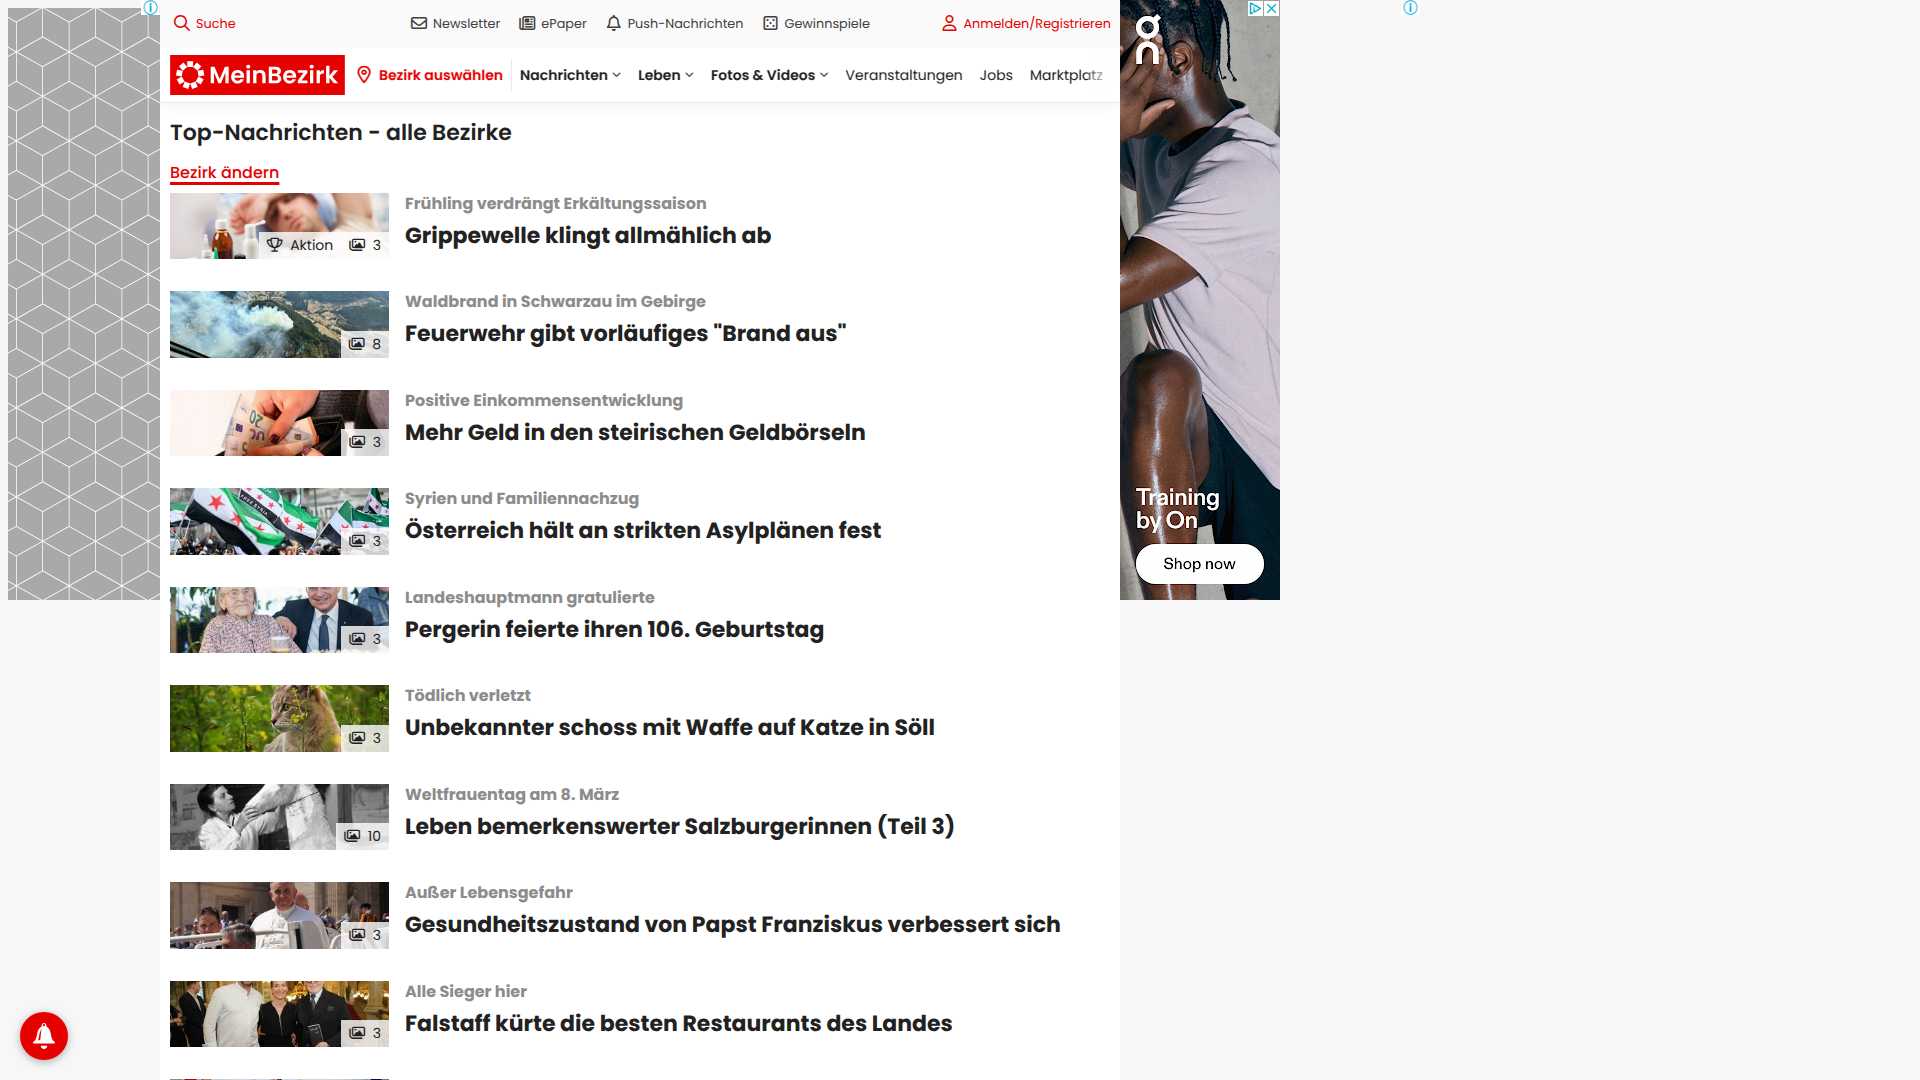 Suche
Newsletter
ePaper
Push-Nachrichten
Gewinnspiele
Anmelden/Registrieren
MeinBezirk
Bezirk auswählen
Nachrichten
Leben
Fotos & Videos
Veranstaltungen
Jobs
Marktplatz
Top-Nachrichten - alle Bezirke
Bezirk ändern
Aktion 3
Frühling verdrängt Erkältungssaison
Grippewelle klingt allmählich ab
8
Waldbrand in Schwarzau im Gebirge
Feuerwehr gibt vorläufiges "Brand aus"
3
Positive Einkommensentwicklung
Mehr Geld in den steirischen Geldbörseln
3
Syrien und Familiennachzug
Österreich hält an strikten Asylplänen fest
3
Landeshauptmann gratulierte
Pergerin feierte ihren 106. Geburtstag
3
Tödlich verletzt
Unbekannter schoss mit Waffe auf Katze in Söll
10
Weltfrauentag am 8. März
Leben bemerkenswerter Salzburgerinnen (Teil 3)
3
Außer Lebensgefahr
Gesundheitszustand von Papst Franziskus verbessert sich
3
Alle Sieger hier
Falstaff kürte die besten Restaurants des Landes
Training
by On
Shop now